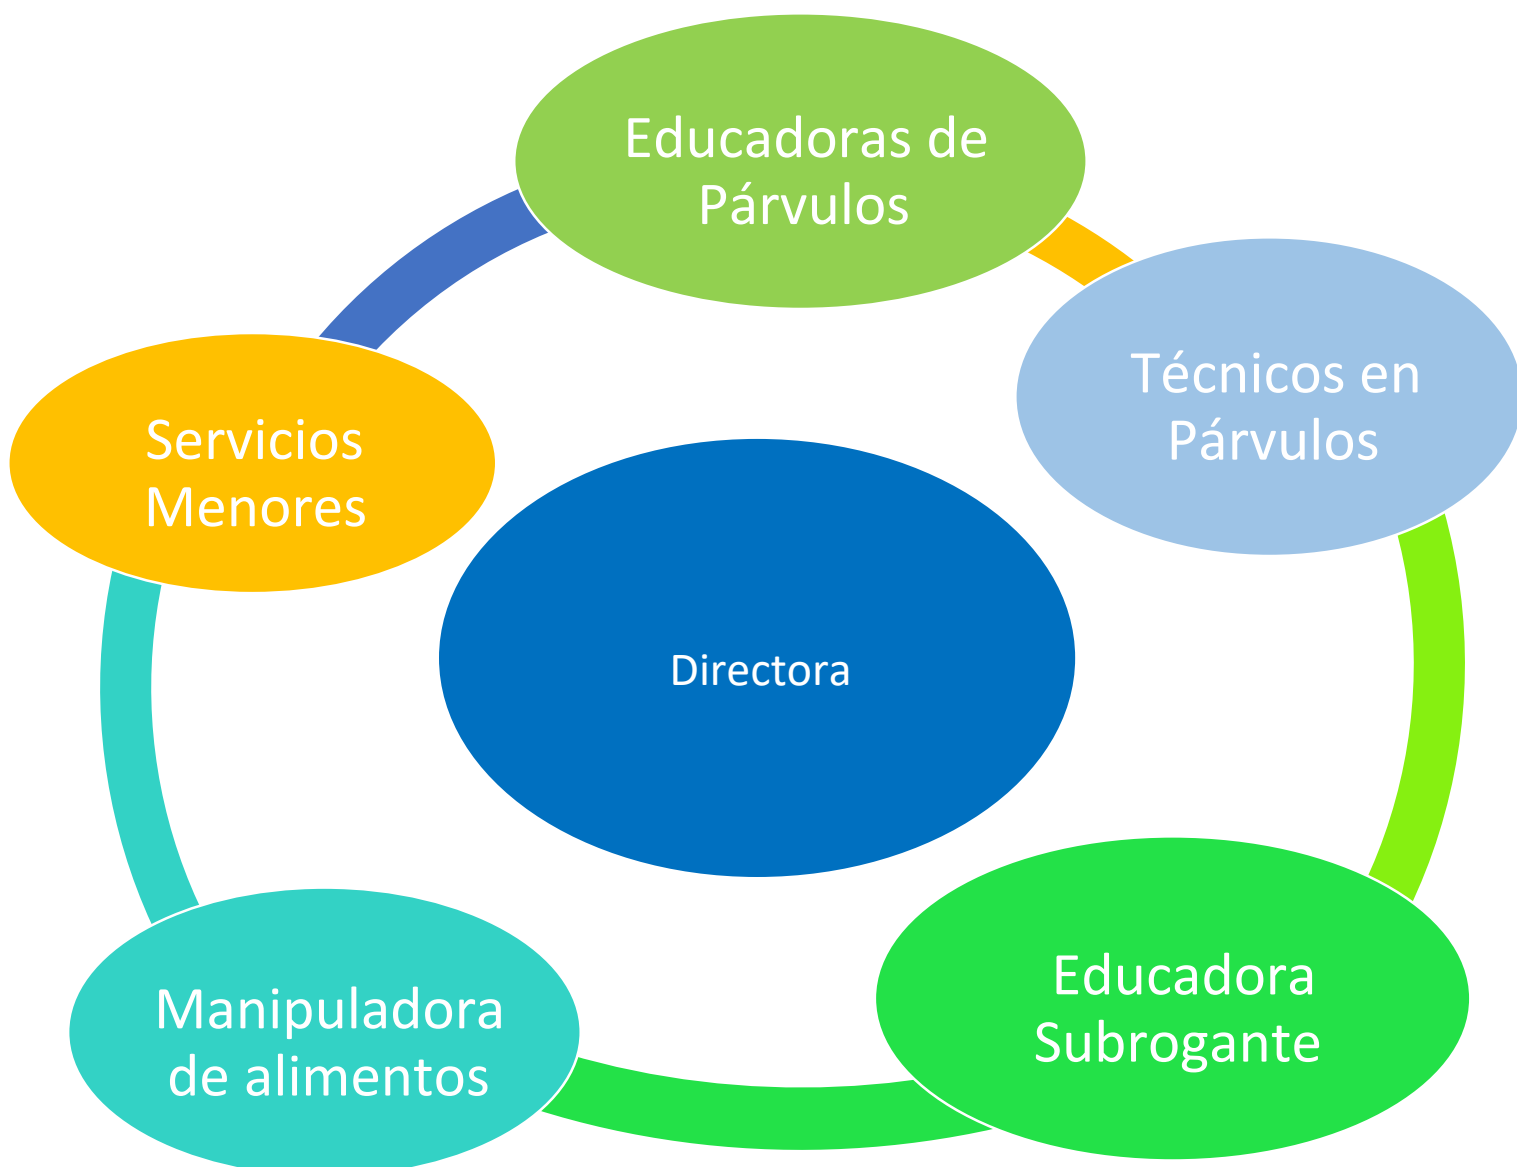 Educadoras de
Párvulos
Técnicos en
Párvulos
Servicios
Menores
Directora
Educadora
Subrogante
Manipuladora
de alimentos